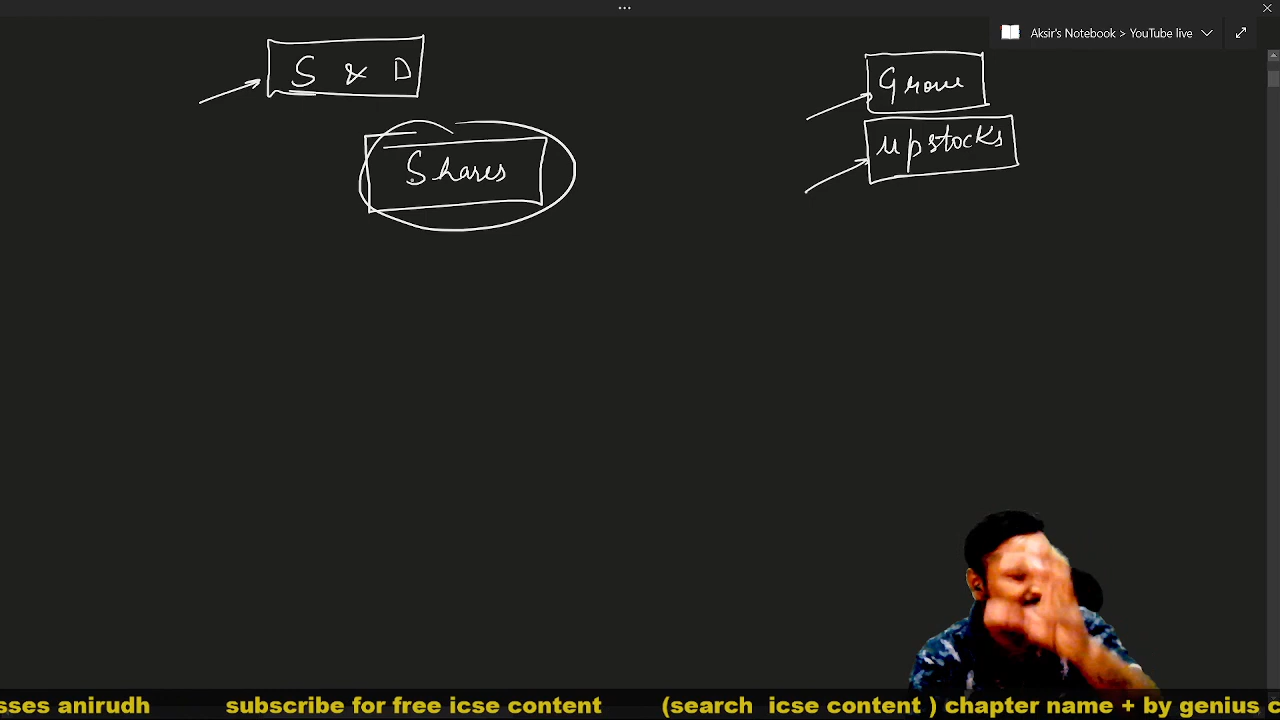 Aksir's Notebook > YouTube live
S & D
Grow
upstocks
Shares
sses anirudh subscribe for free icse content (search icse content ) chapter name + by genius c